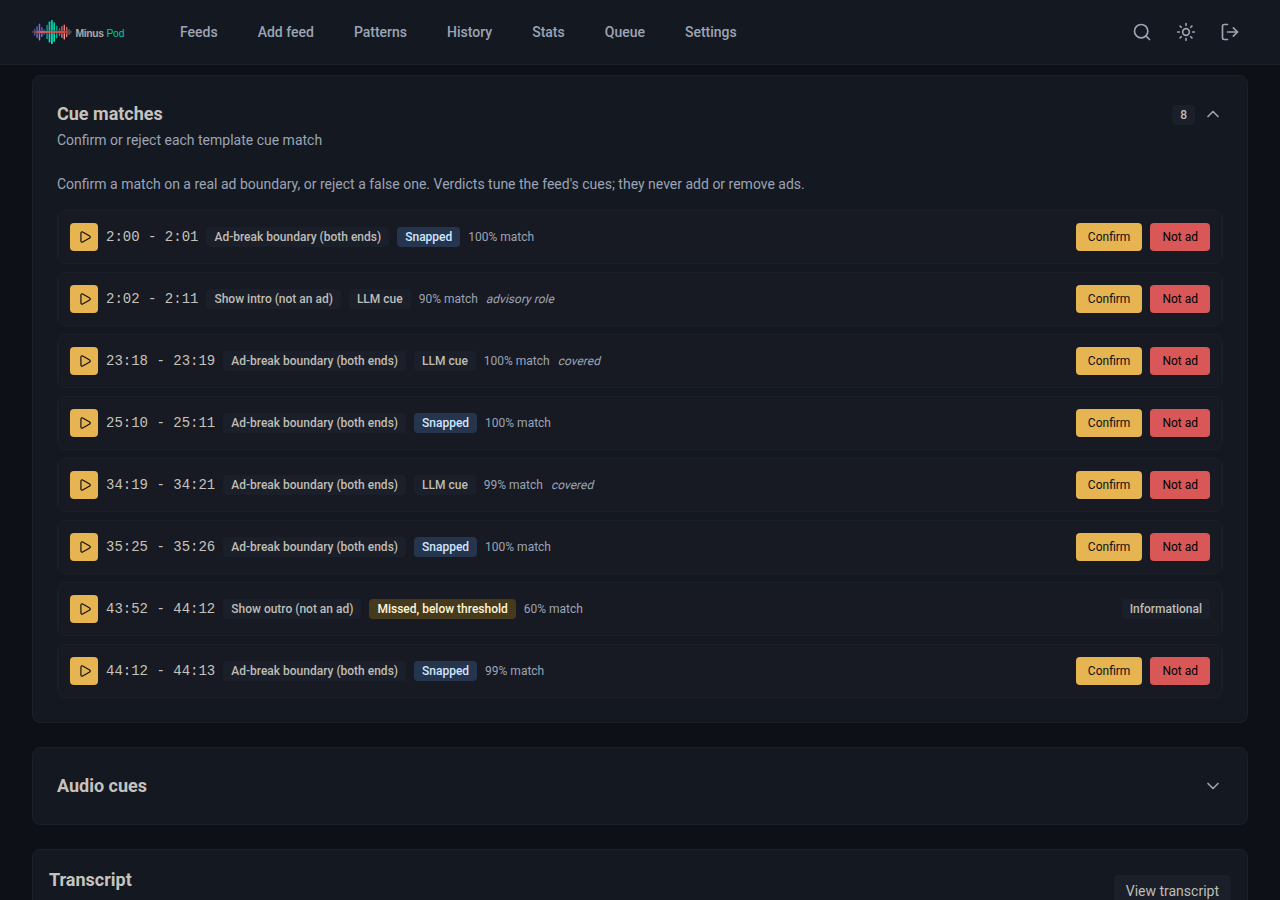 Minus Pod Feeds Add feed Patterns History Stats Queue Settings
Cue matches 8
Confirm or reject each template cue match
Confirm a match on a real ad boundary, or reject a false one. Verdicts tune the feed's cues; they never add or remove ads.
2:00 - 2:01 Ad-break boundary (both ends) Snapped 100% match Confirm Not ad
2:02 - 2:11 Show intro (not an ad) LLM cue 90% match advisory role Confirm Not ad
23:18 - 23:19 Ad-break boundary (both ends) LLM cue 100% match covered Confirm Not ad
25:10 - 25:11 Ad-break boundary (both ends) Snapped 100% match Confirm Not ad
34:19 - 34:21 Ad-break boundary (both ends) LLM cue 99% match covered Confirm Not ad
35:25 - 35:26 Ad-break boundary (both ends) Snapped 100% match Confirm Not ad
43:52 - 44:12 Show outro (not an ad) Missed, below threshold 60% match Informational
44:12 - 44:13 Ad-break boundary (both ends) Snapped 99% match Confirm Not ad
Audio cues
Transcript
View transcript